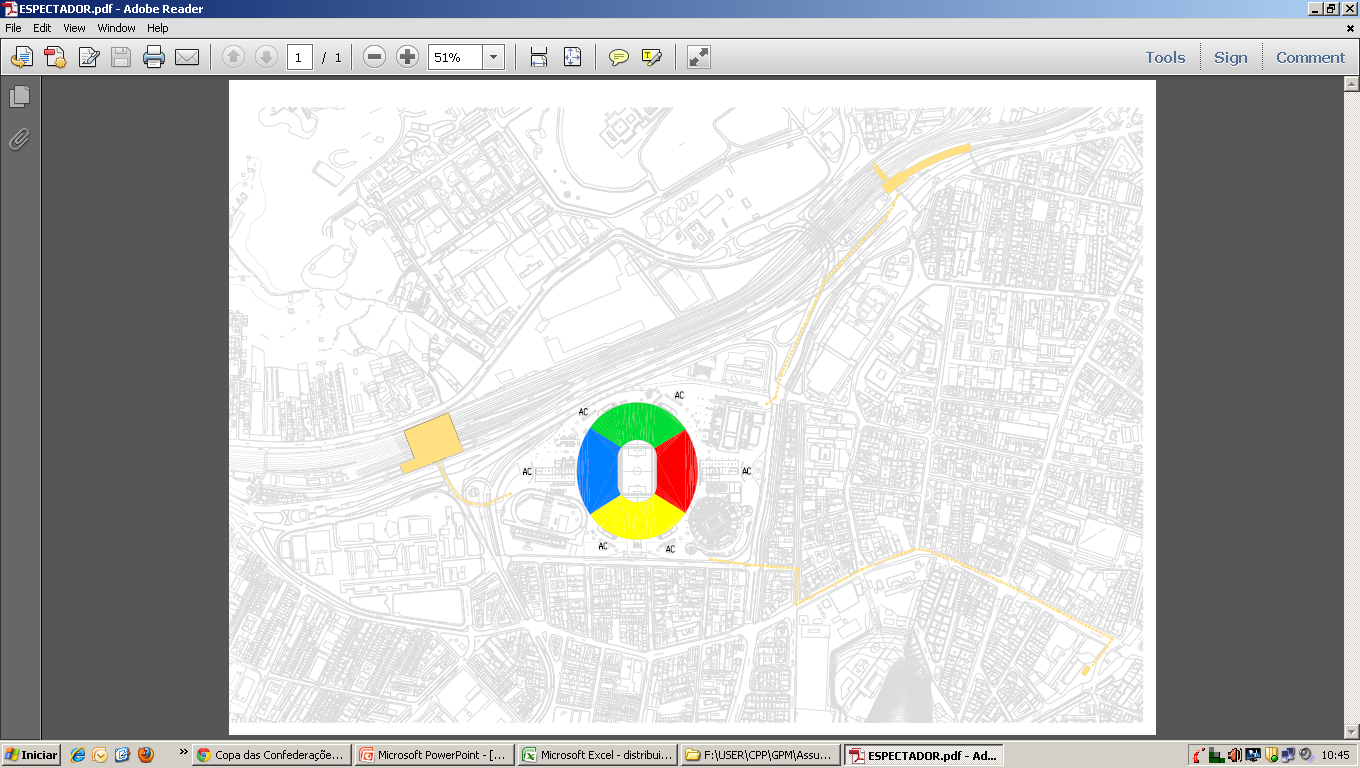 ESPECTADOR.pdf - Adobe Reader
File Edit View Window Help
1 / 1 51% Tools Sign Comment
AC
AC
AC
AC
AC
AC
Iniciar » Copa das Confederaçõe... Microsoft PowerPoint - [... Microsoft Excel - distribui... F:\USER\CPP\GPM\Assu... ESPECTADOR.pdf - Ad... 10:45